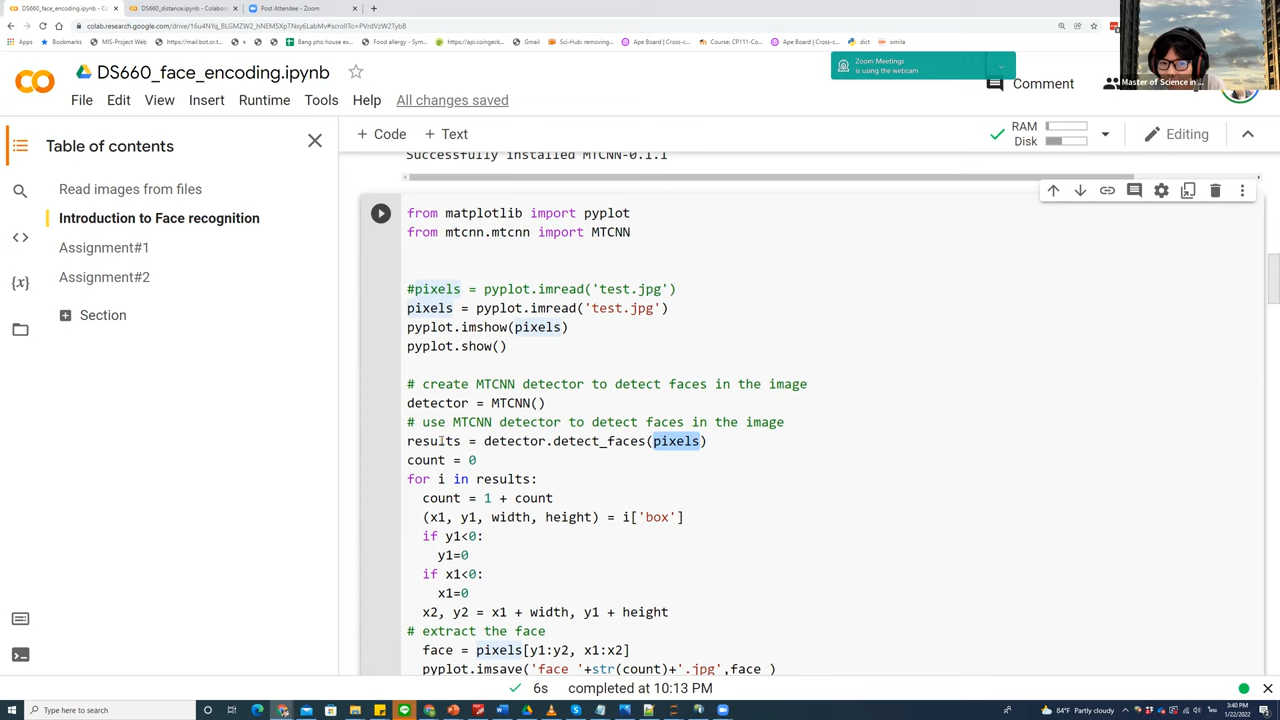 DS660_face_encoding.ipynb - Co
DS660_distance.ipynb - Colabora
Post Attendee - Zoom
colab.research.google.com/drive/16u4NYq_BLGMZW2_hNEMSXpTNsy6LabMv#scrollTo=PVrdVzW2Tyb8
Apps
Bookmarks
MIS-Project Web
https://mail.bot.or.t...
Bang pho house ex...
Food allergy - Sym...
https://api.coingeck...
Gmail
Sci-Hub: removing...
Ape Board | Cross-c...
Course: CP111-Co...
Ape Board | Cross-c...
dict
simila
Zoom Meetings
is using the webcam
Master of Science in ...
DS660_face_encoding.ipynb
Comment
File Edit View Insert Runtime Tools Help All changes saved
+ Code + Text
RAM
Disk
Editing
Table of contents
Read images from files
Introduction to Face recognition
Assignment#1
Assignment#2
Section
Successfully installed MTCNN-0.1.1
from matplotlib import pyplot
from mtcnn.mtcnn import MTCNN
#pixels = pyplot.imread('test.jpg')
pixels = pyplot.imread('test.jpg')
pyplot.imshow(pixels)
pyplot.show()
# create MTCNN detector to detect faces in the image
detector = MTCNN()
# use MTCNN detector to detect faces in the image
results = detector.detect_faces(pixels)
count = 0
for i in results:
count = 1 + count
(x1, y1, width, height) = i['box']
if y1<0:
y1=0
if x1<0:
x1=0
x2, y2 = x1 + width, y1 + height
# extract the face
face = pixels[y1:y2, x1:x2]
pyplot.imsave('face '+str(count)+'.jpg',face )
6s completed at 10:13 PM
Type here to search
84°F Partly cloudy
3:40 PM
1/22/2022